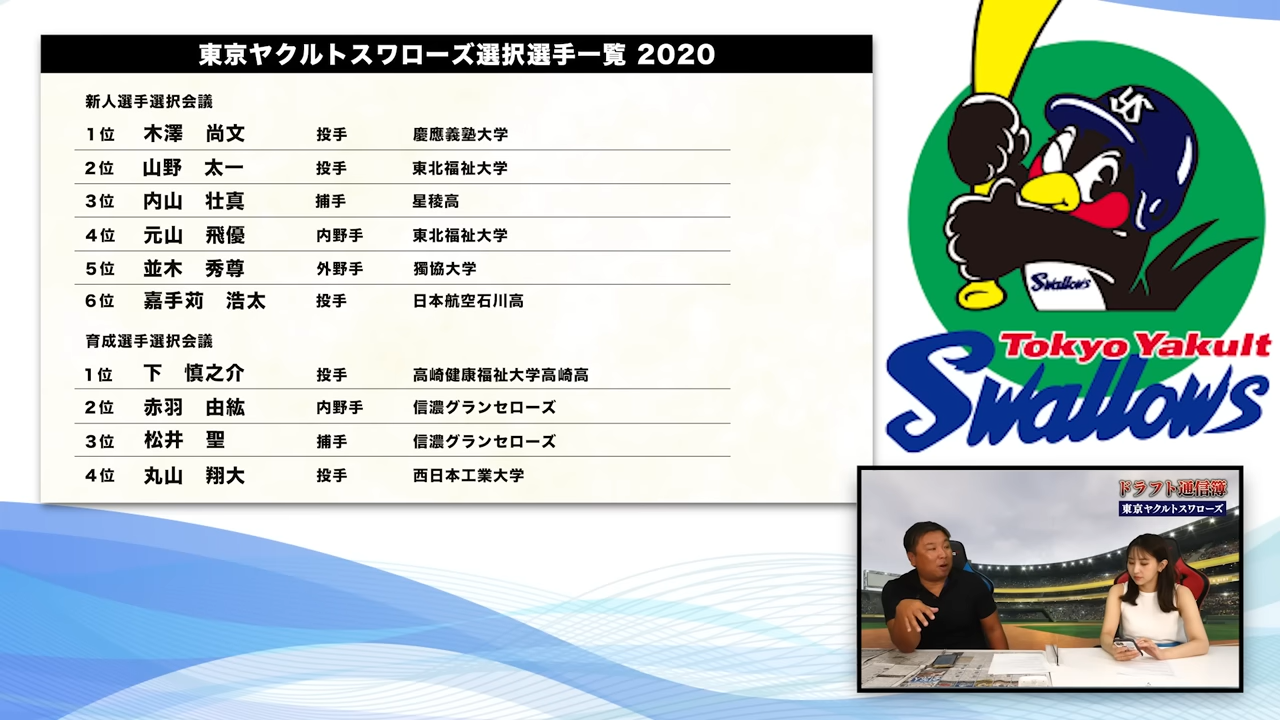 東京ヤクルトスワローズ選択選手一覧 2020
新人選手選択会議
1位 木澤 尚文 投手 慶應義塾大学
2位 山野 太一 投手 東北福祉大学
3位 内山 壮真 捕手 星稜高
4位 元山 飛優 内野手 東北福祉大学
5位 並木 秀尊 外野手 獨協大学
6位 嘉手苅 浩太 投手 日本航空石川高
育成選手選択会議
1位 下 慎之介 投手 高崎健康福祉大学高崎高
2位 赤羽 由紘 内野手 信濃グランセローズ
3位 松井 聖 捕手 信濃グランセローズ
4位 丸山 翔大 投手 西日本工業大学
YS
Swallows
Tokyo Yakult
Swallows
ドラフト通信簿
東京ヤクルトスワローズ